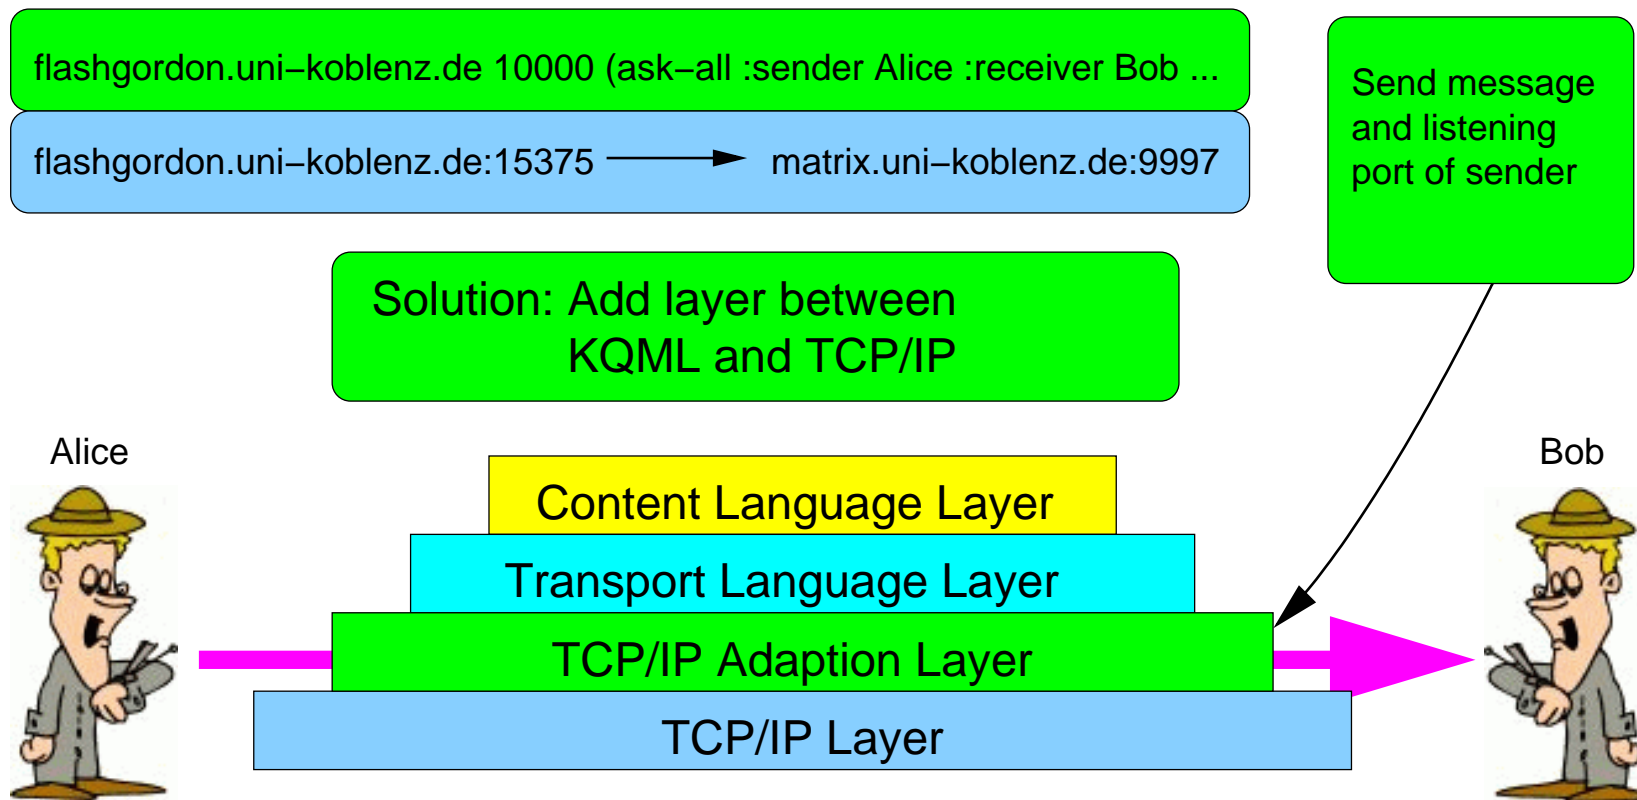 flashgordon.uni−koblenz.de 10000 (ask−all :sender Alice :receiver Bob ...
flashgordon.uni−koblenz.de:15375 matrix.uni−koblenz.de:9997
Send message
and listening
port of sender
Solution: Add layer between
KQML and TCP/IP
Alice
Bob
Content Language Layer
Transport Language Layer
TCP/IP Adaption Layer
TCP/IP Layer